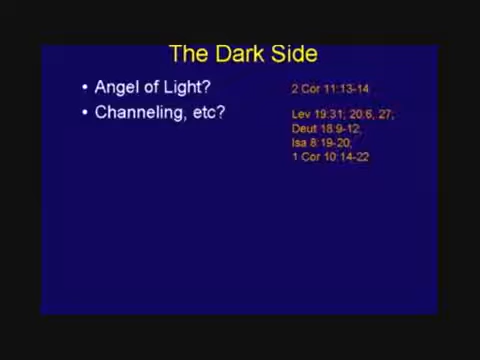 The Dark Side
• Angel of Light? 2 Cor 11:13-14
• Channeling, etc? Lev 19:31; 20:6, 27;
Deut 18:9-12;
Isa 8:19-20;
1 Cor 10:14-22